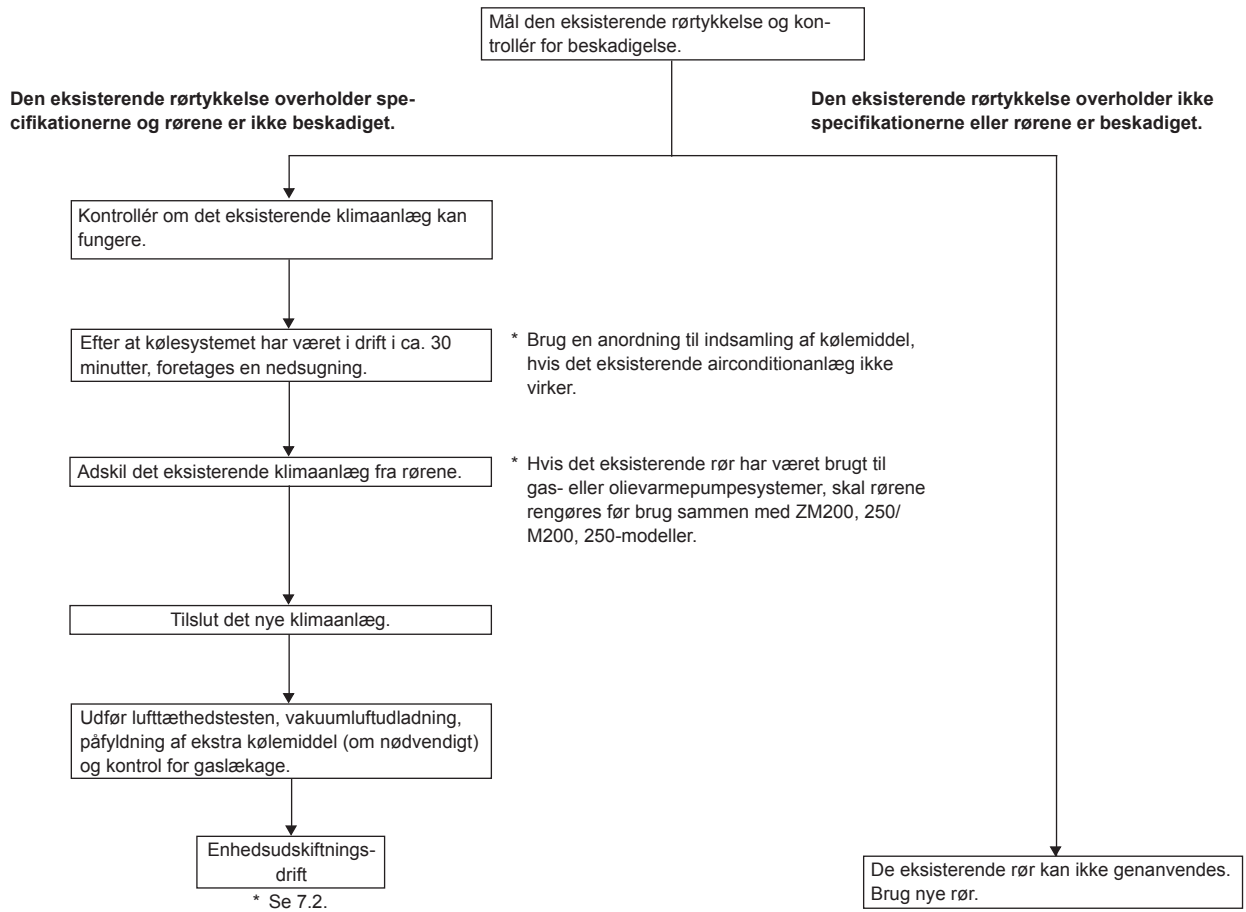 Mål den eksisterende rørtykkelse og kon-
trollér for beskadigelse.
Den eksisterende rørtykkelse overholder spe-
cifikationerne og rørene er ikke beskadiget.
Den eksisterende rørtykkelse overholder ikke
specifikationerne eller rørene er beskadiget.
Kontrollér om det eksisterende klimaanlæg kan
fungere.
Efter at kølesystemet har været i drift i ca. 30
minutter, foretages en nedsugning.
* Brug en anordning til indsamling af kølemiddel,
hvis det eksisterende airconditionanlæg ikke
virker.
Adskil det eksisterende klimaanlæg fra rørene.
* Hvis det eksisterende rør har været brugt til
gas- eller olievarmepumpesystemer, skal rørene
rengøres før brug sammen med ZM200, 250/
M200, 250-modeller.
Tilslut det nye klimaanlæg.
Udfør lufttæthedstesten, vakuumluftudladning,
påfyldning af ekstra kølemiddel (om nødvendigt)
og kontrol for gaslækage.
Enhedsudskiftnings-
drift
* Se 7.2.
De eksisterende rør kan ikke genanvendes.
Brug nye rør.